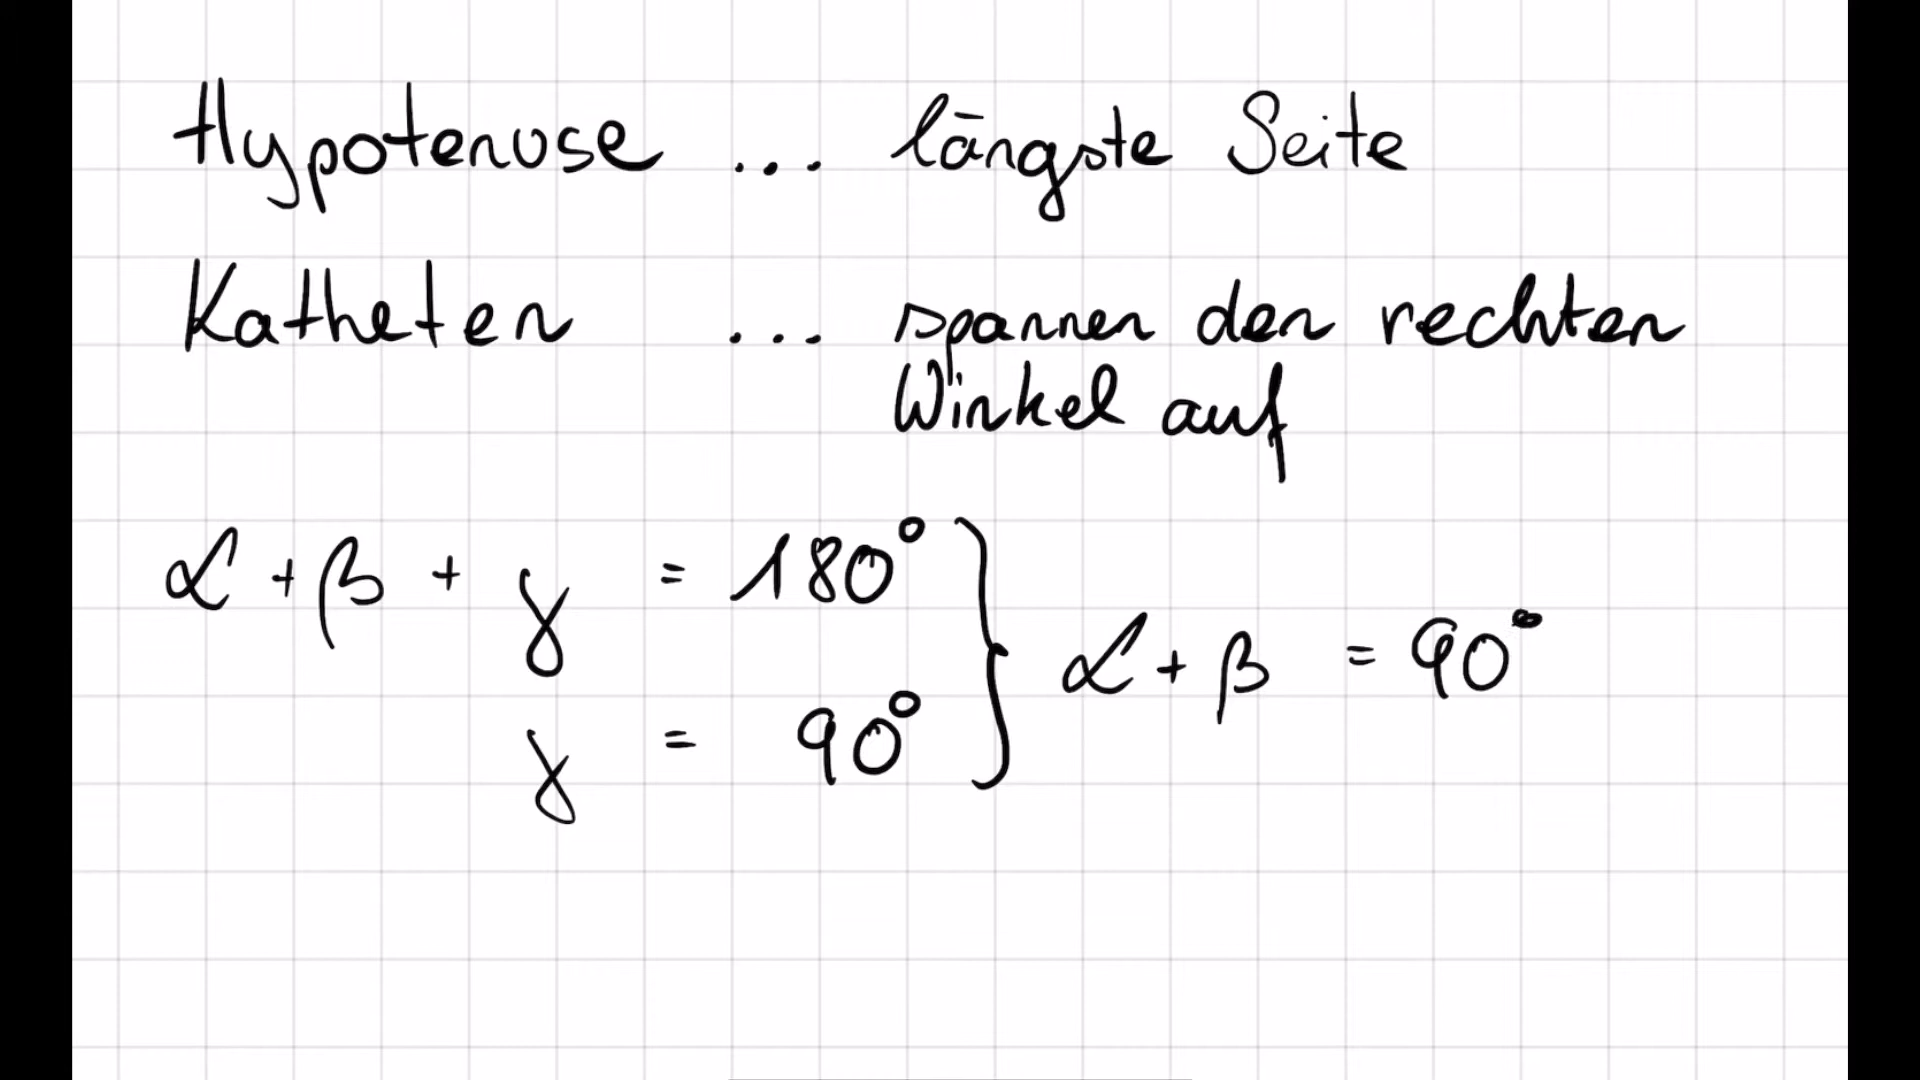 Hypotenuse ... längste Seite
Katheten ... spannen den rechten
Winkel auf
α + β + γ = 180° } α + β = 90°
γ = 90°